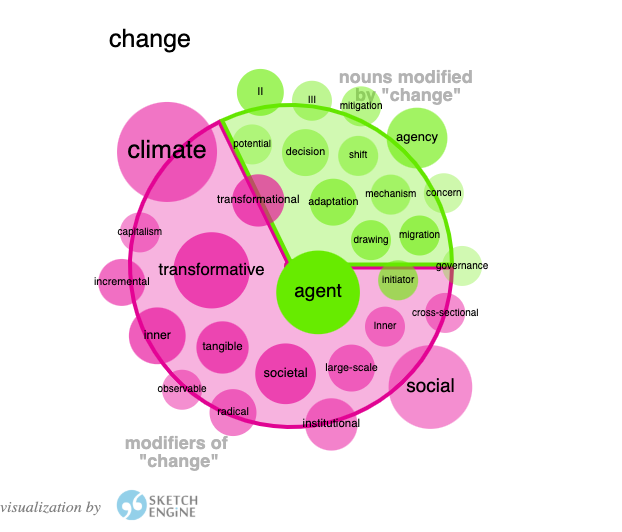 change
nouns modified
by "change"
II
III
mitigation
climate
potential
decision
shift
agency
transformational
adaptation
mechanism
concern
capitalism
drawing
migration
incremental
transformative
agent
initiator
governance
inner
tangible
societal
large-scale
Inner
cross-sectional
observable
radical
institutional
social
modifiers of
"change"
visualization by
SKETCH
ENGINE